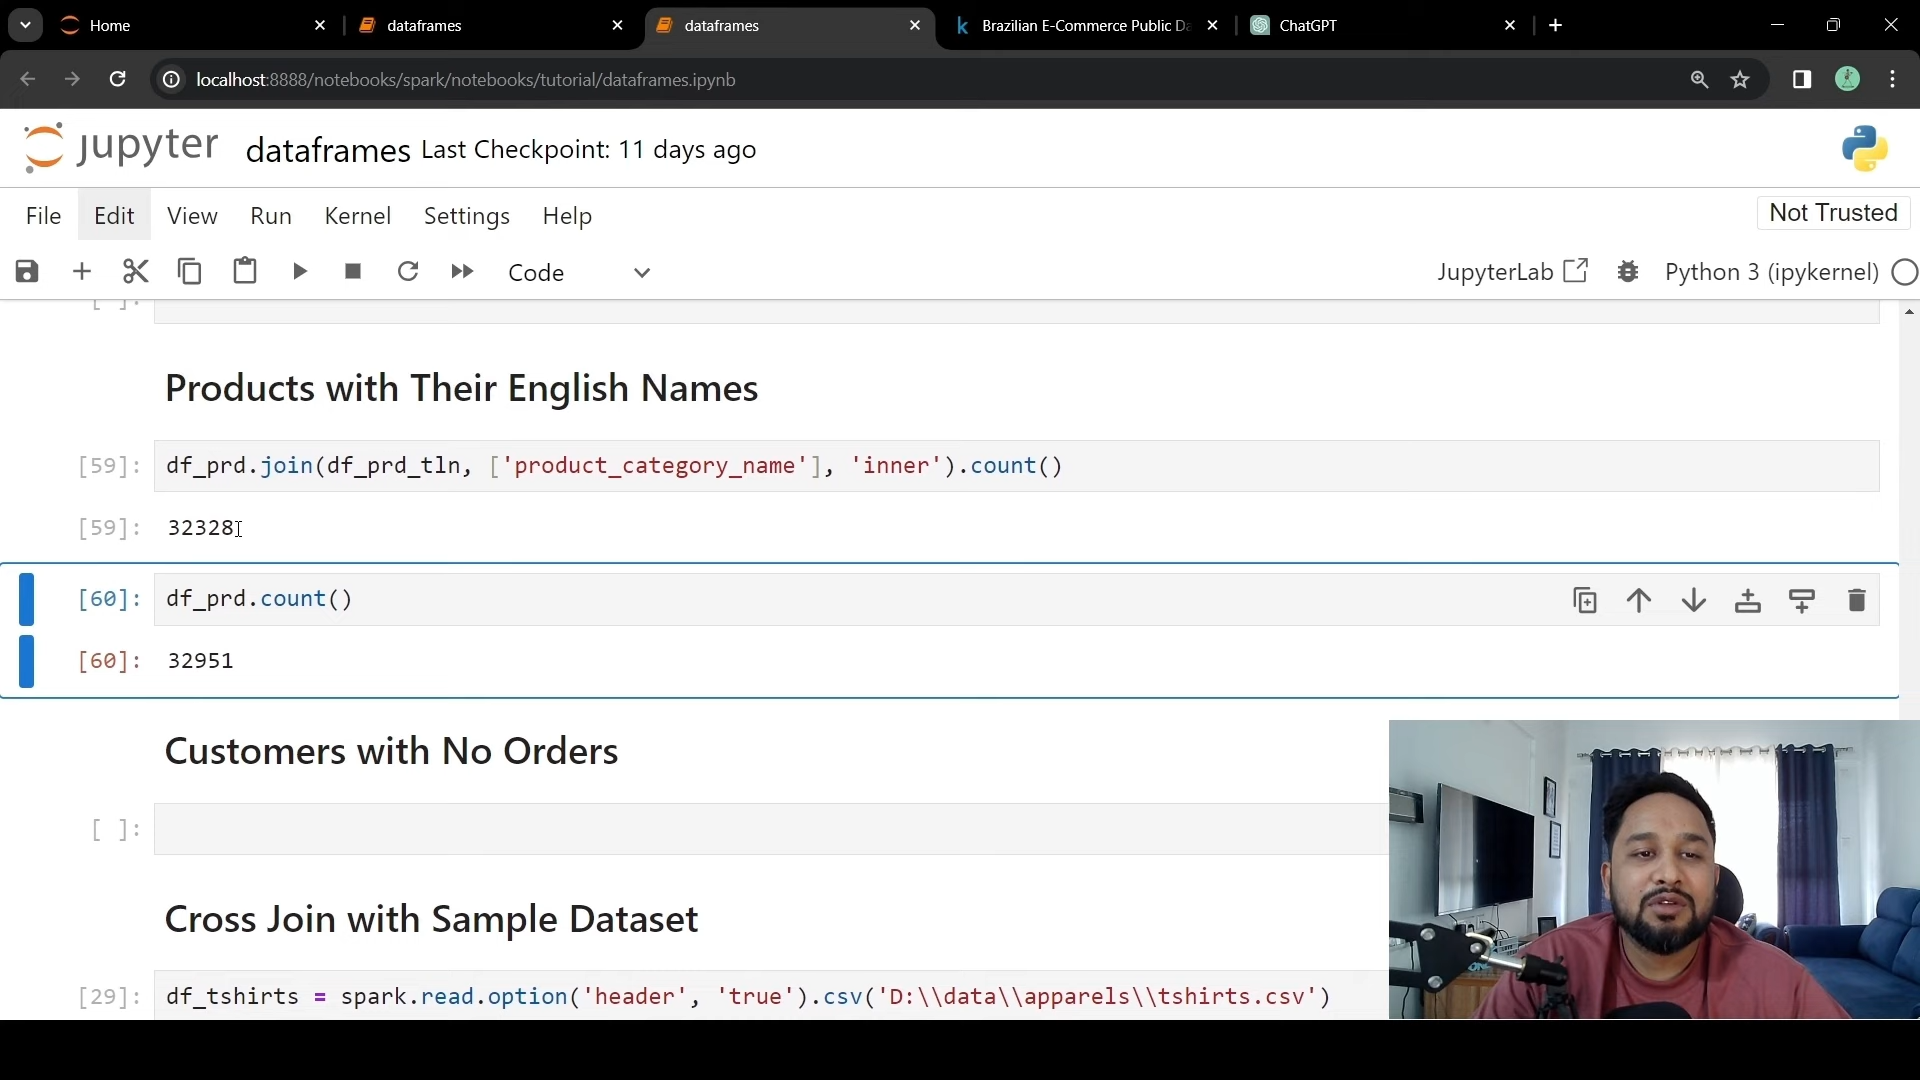 Home
dataframes
dataframes
Brazilian E-Commerce Public Da
ChatGPT
localhost:8888/notebooks/spark/notebooks/tutorial/dataframes.ipynb
jupyter dataframes Last Checkpoint: 11 days ago
File Edit View Run Kernel Settings Help
Not Trusted
Code
JupyterLab
Python 3 (ipykernel)
[ ]:
Products with Their English Names
[59]: df_prd.join(df_prd_tln, ['product_category_name'], 'inner').count()
[59]: 32328
[60]: df_prd.count()
[60]: 32951
Customers with No Orders
[ ]:
Cross Join with Sample Dataset
[29]: df_tshirts = spark.read.option('header', 'true').csv('D:\\data\\apparels\\tshirts.csv')